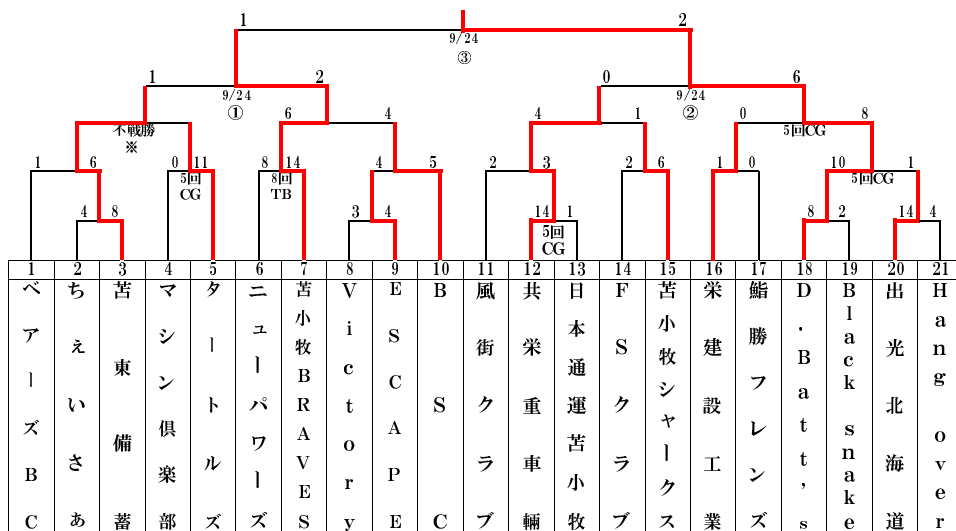 1 2
9/24
③
1 2 0 6
9/24 9/24
① ②
6 4 4 1 0 8
不戦勝 5回CG
※
1 6 0 11 8 14 4 5 2 3 2 6 1 0 10 1
5回 8回 5回CG
CG TB
4 8 3 4 14 1 8 2 14 4
5回
CG
1 2 3 4 5 6 7 8 9 10 11 12 13 14 15 16 17 18 19 20 21
ベアーズBC
ちぇいさぁ
苫東備蓄
マシン倶楽部
タートルズ
ニューパワーズ
苫小牧BRAVES
Victory
ESCAPE
BSC
風街クラブ
共栄重車輛
日本通運苫小牧
FSクラブ
苫小牧シャークス
栄建設工業
鮨勝フレンズ
D.Batt's
Black snake
出光北海道
Hang over